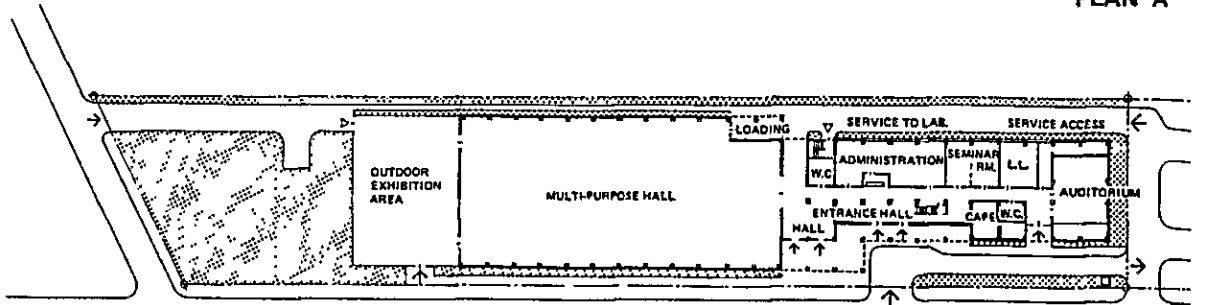 PLAN A
LOADING
SERVICE TO LAB.
SERVICE ACCESS
OUTDOOR
EXHIBITION
AREA
MULTI-PURPOSE HALL
W.C
ADMINISTRATION
SEMINAR
RM.
L.L.
AUDITORIUM
ENTRANCE HALL
HALL
CAFE
W.C.